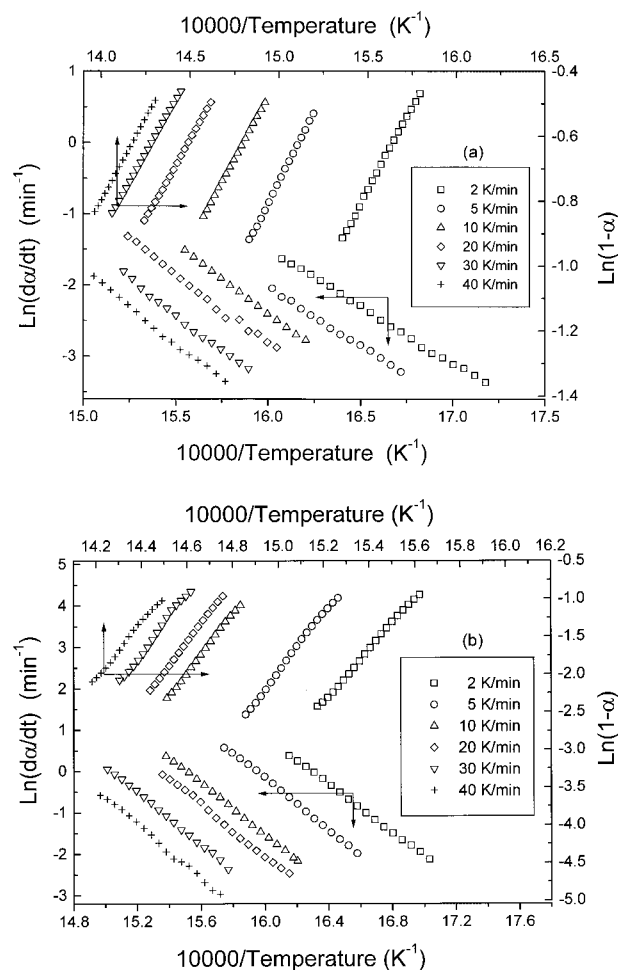 10000/Temperature (K⁻¹)
14.0 14.5 15.0 15.5 16.0 16.5
1 0 -1 -2 -3
Ln(dα/dt) (min⁻¹)
-0.4 -0.6 -0.8 -1.0 -1.2 -1.4
Ln(1-α)
(a)
2 K/min
5 K/min
10 K/min
20 K/min
30 K/min
40 K/min
15.0 15.5 16.0 16.5 17.0 17.5
10000/Temperature (K⁻¹)
10000/Temperature (K⁻¹)
14.2 14.4 14.6 14.8 15.0 15.2 15.4 15.6 15.8 16.0 16.2
5 4 3 2 1 0 -1 -2 -3
Ln(dα/dt) (min⁻¹)
-0.5 -1.0 -1.5 -2.0 -2.5 -3.0 -3.5 -4.0 -4.5 -5.0
Ln(1-α)
(b)
2 K/min
5 K/min
10 K/min
20 K/min
30 K/min
40 K/min
14.8 15.2 15.6 16.0 16.4 16.8 17.2 17.6
10000/Temperature (K⁻¹)